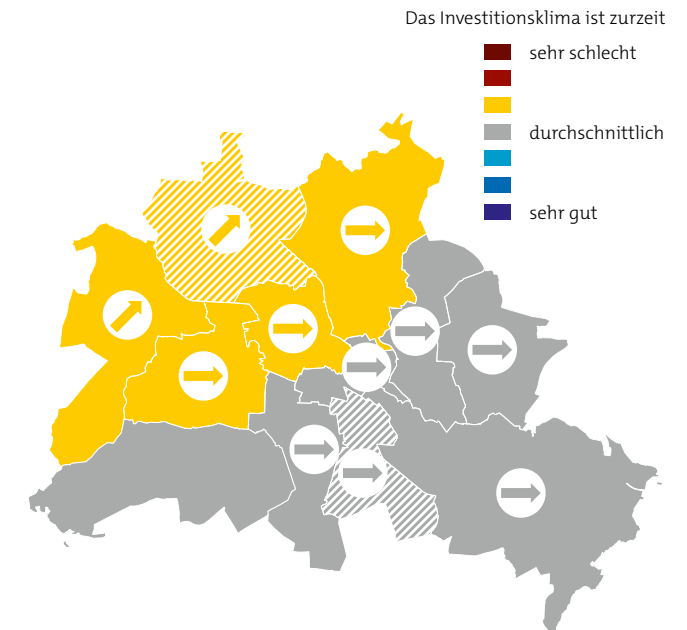 Das Investitionsklima ist zurzeit
sehr schlecht
durchschnittlich
sehr gut